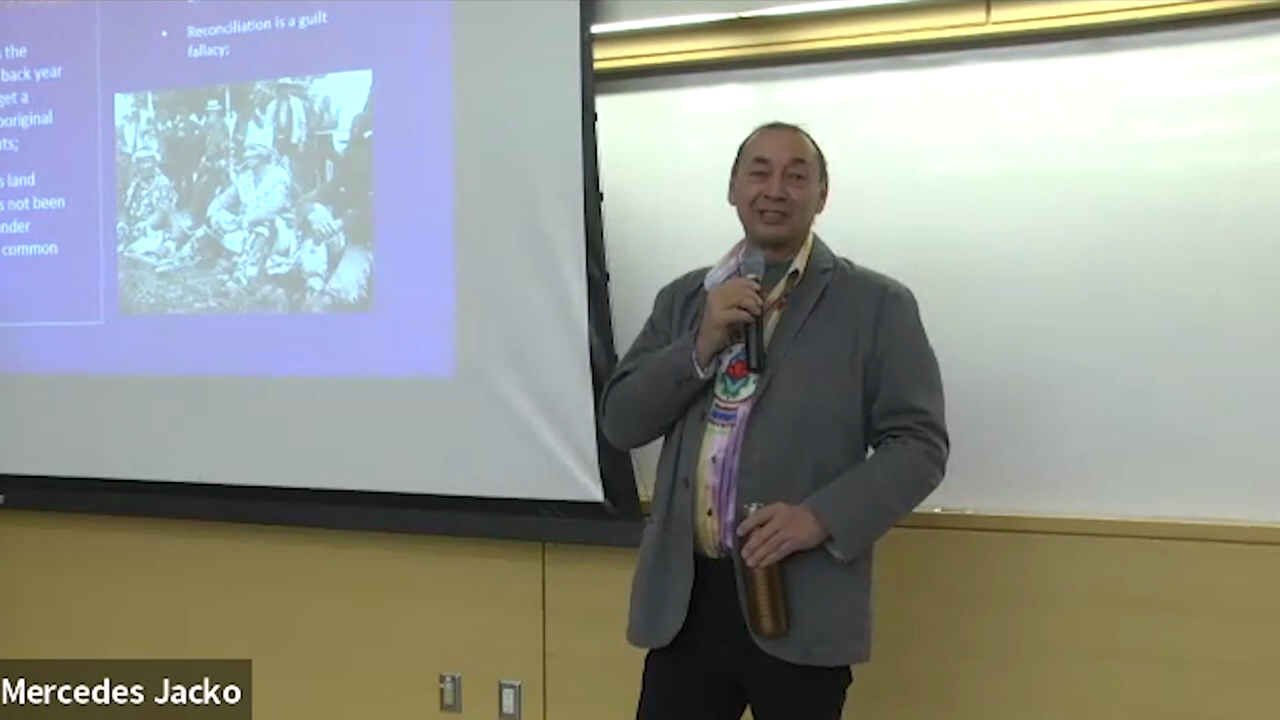 the
back year
get a
original
ts;
s land
s not been
nder
common
• Reconciliation is a guilt
fallacy;
Mercedes Jacko